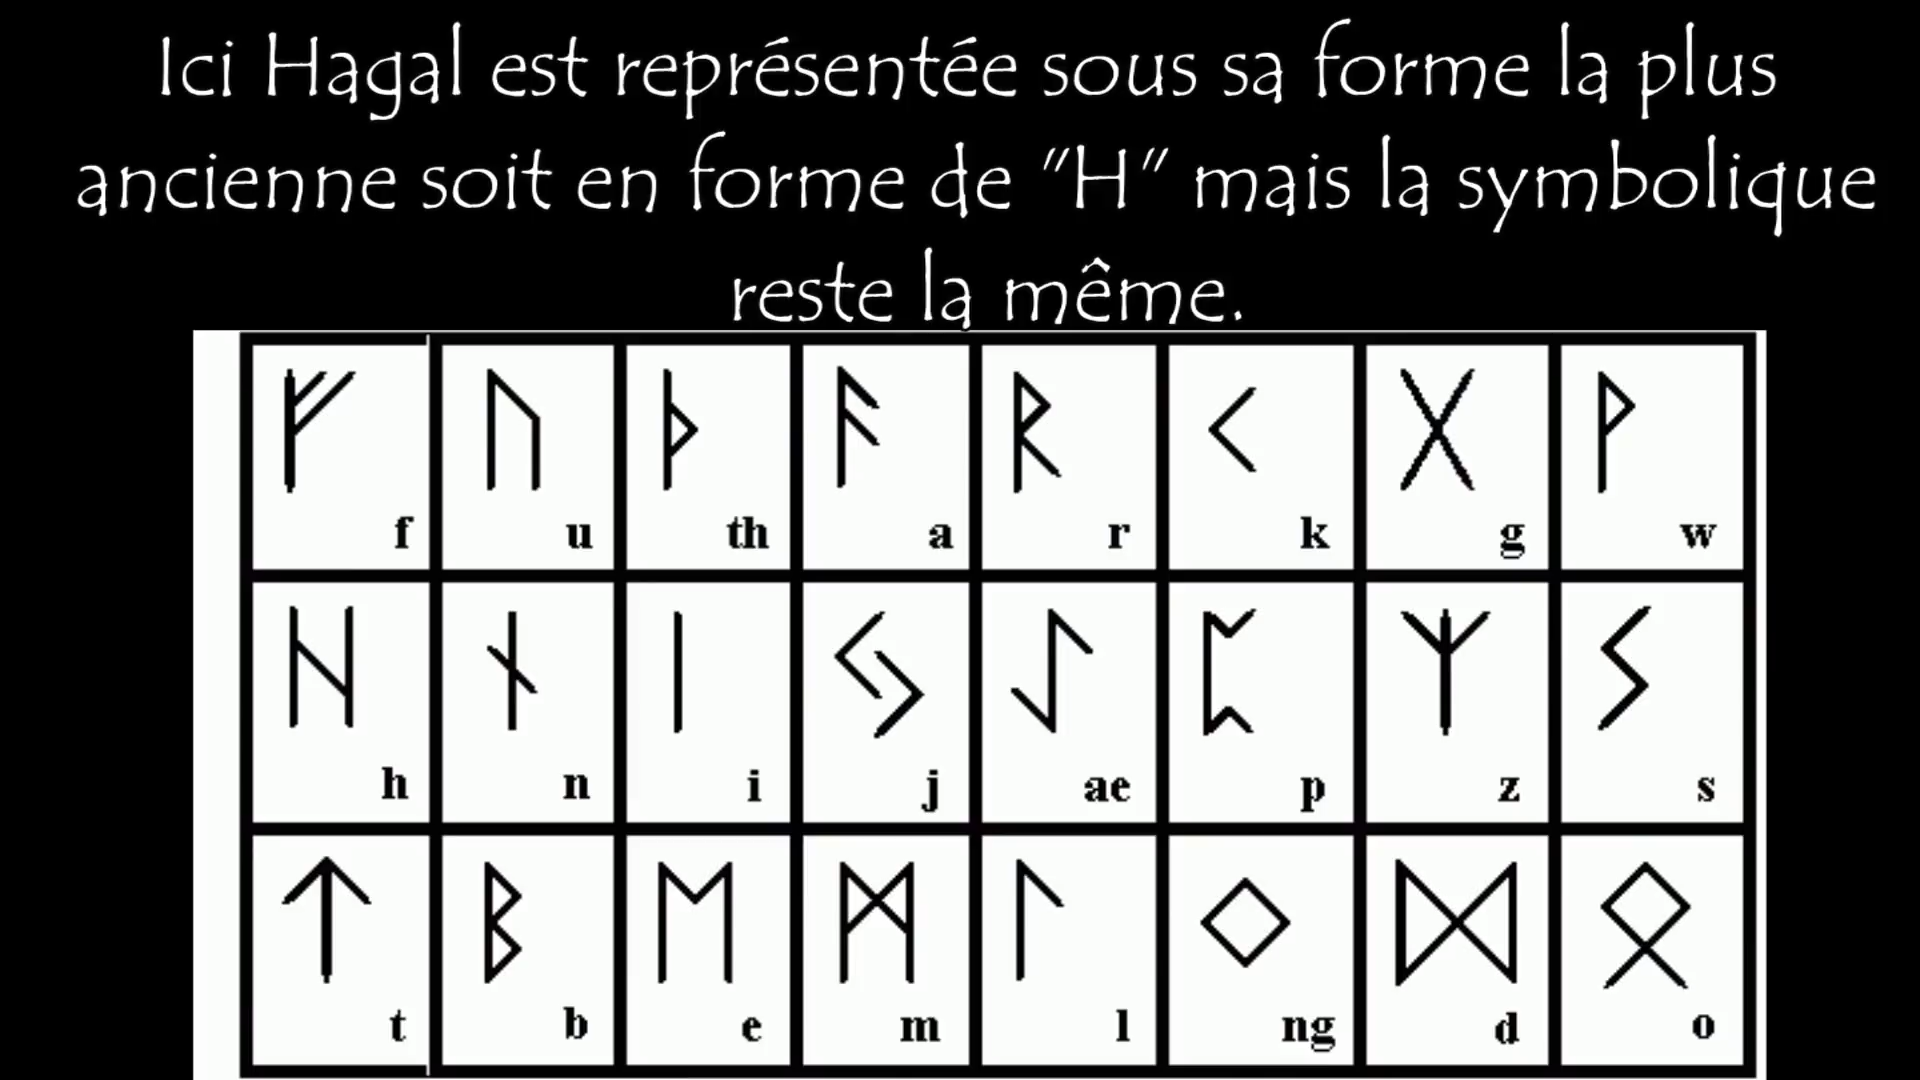 Ici Hagal est représentée sous sa forme la plus
ancienne soit en forme de "H" mais la symbolique
reste la même.
ᚠ ᚢ ᚦ ᚨ ᚱ ᚲ ᚷ ᚹ
f u th a r k g w
ᚺ ᚾ ᛁ ᛃ ᛇ ᛈ ᛉ ᛊ
h n i j ae p z s
ᛏ ᛒ ᛖ ᛗ ᛚ ᛜ ᛞ ᛟ
t b e m l ng d o